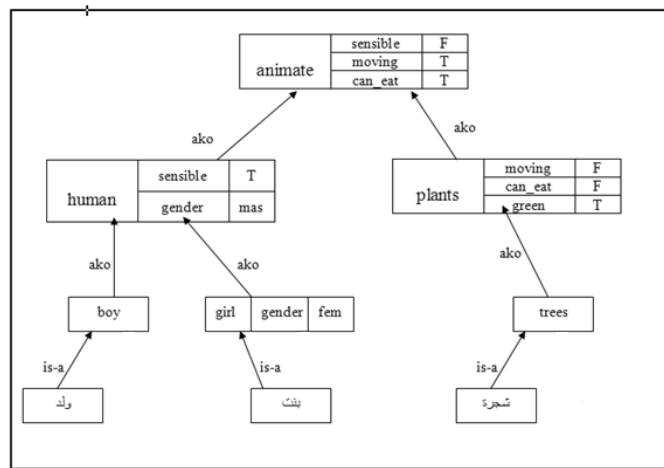 animate
sensible F
moving T
can_eat T
ako
ako
human
sensible T
gender mas
plants
moving F
can_eat F
green T
ako
ako
ako
boy
girl gender fem
trees
is-a
is-a
is-a
ولد
بنت
شجرة